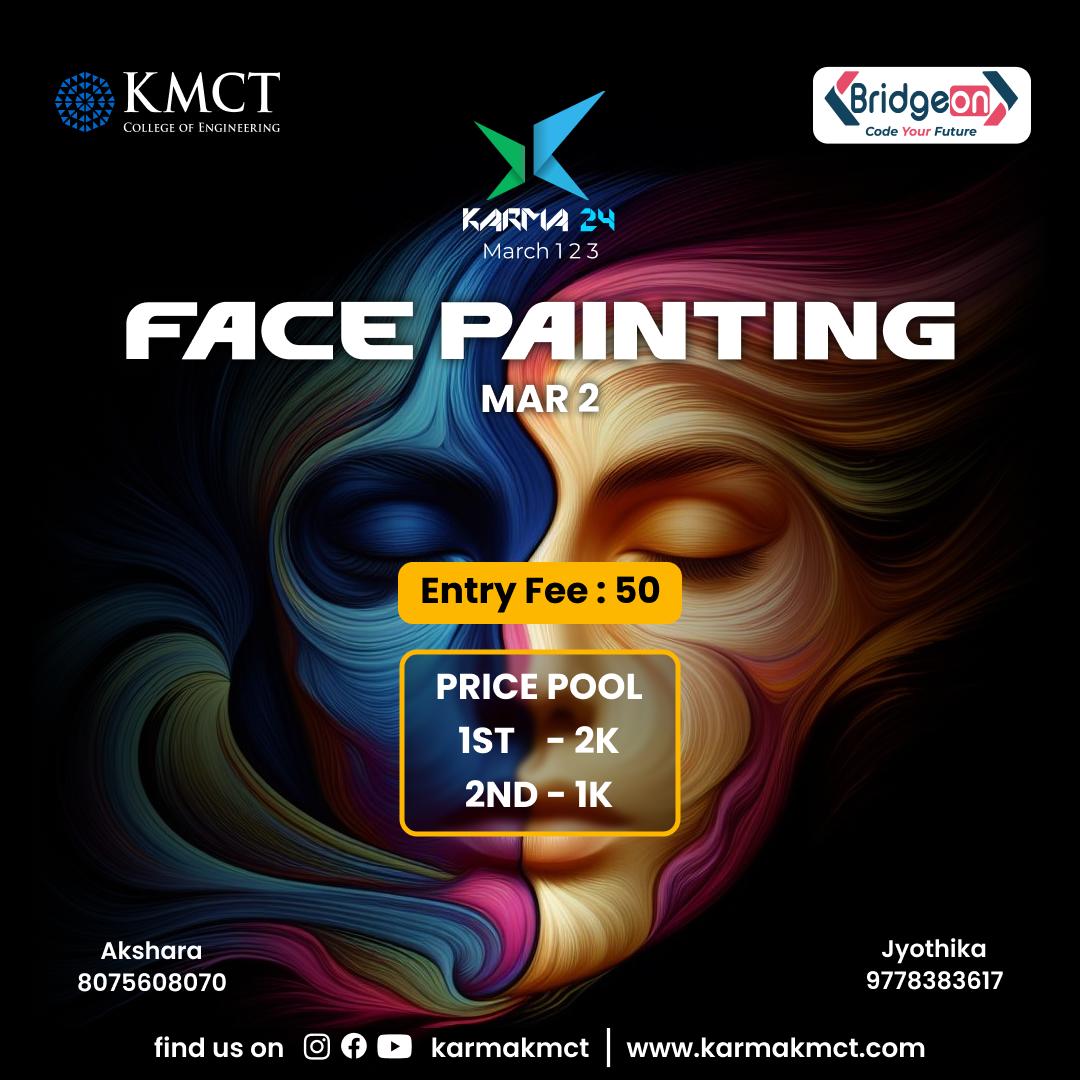 KMCT
COLLEGE OF ENGINEERING
Bridgeon
Code Your Future
KARMA 24
March 1 2 3
FACE PAINTING
MAR 2
Entry Fee : 50
PRICE POOL
1ST - 2K
2ND - 1K
Akshara
8075608070
Jyothika
9778383617
find us on karmakmct | www.karmakmct.com